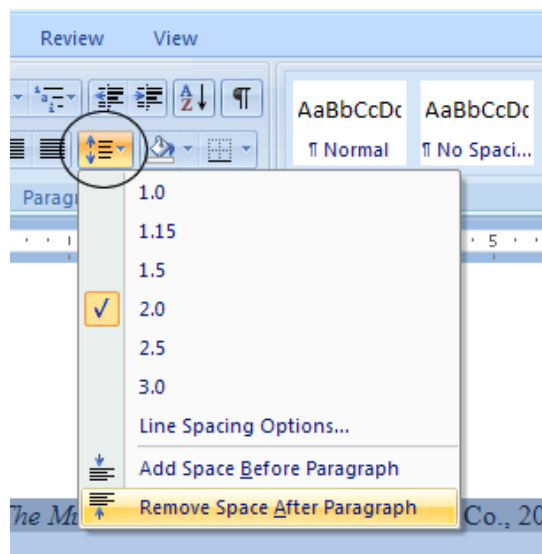 Review View
A Z ¶
AaBbCcDc AaBbCcDc
¶ Normal ¶ No Spaci...
Parag
5
1.0
1.15
1.5
2.0
2.5
3.0
Line Spacing Options...
Add Space Before Paragraph
Remove Space After Paragraph
The Co., 20